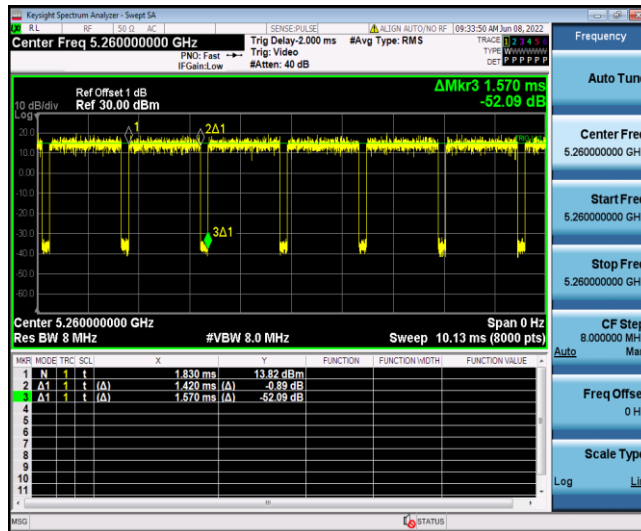 Keysight Spectrum Analyzer - Swept SA
RL RF 50 Ω AC SENSE:PULSE ALIGN AUTO/NO RF 09:33:50 AM Jun 08, 2022
Center Freq 5.260000000 GHz
PNO: Fast
IFGain:Low
Trig Delay-2.000 ms
Trig: Video
#Atten: 40 dB
#Avg Type: RMS
TRACE 1 2 3 4 5 6
TYPE WWWWWW
DET P P P P P P
Frequency
Auto Tune
Ref Offset 1 dB
Ref 30.00 dBm
10 dB/div
Log
ΔMkr3 1.570 ms
-52.09 dB
20.0
10.0
0.00
-10.0
-20.0
-30.0
-40.0
-50.0
-60.0
1
2Δ1
3Δ1
Center Freq
5.260000000 GH
Start Freq
5.260000000 GH
Stop Freq
5.260000000 GH
CF Step
8.000000 MH
Auto Ma
Freq Offse
0 H
Scale Type
Log Li
Center 5.260000000 GHz
Res BW 8 MHz
#VBW 8.0 MHz
Span 0 Hz
Sweep 10.13 ms (8000 pts)
MKR MODE TRC SCL X Y FUNCTION FUNCTION WIDTH FUNCTION VALUE
1 N 1 t 1.830 ms 13.82 dBm
2 Δ1 1 t (Δ) 1.420 ms (Δ) -0.89 dB
3 Δ1 1 t (Δ) 1.570 ms (Δ) -52.09 dB
4
5
6
7
8
9
10
11
MSG STATUS